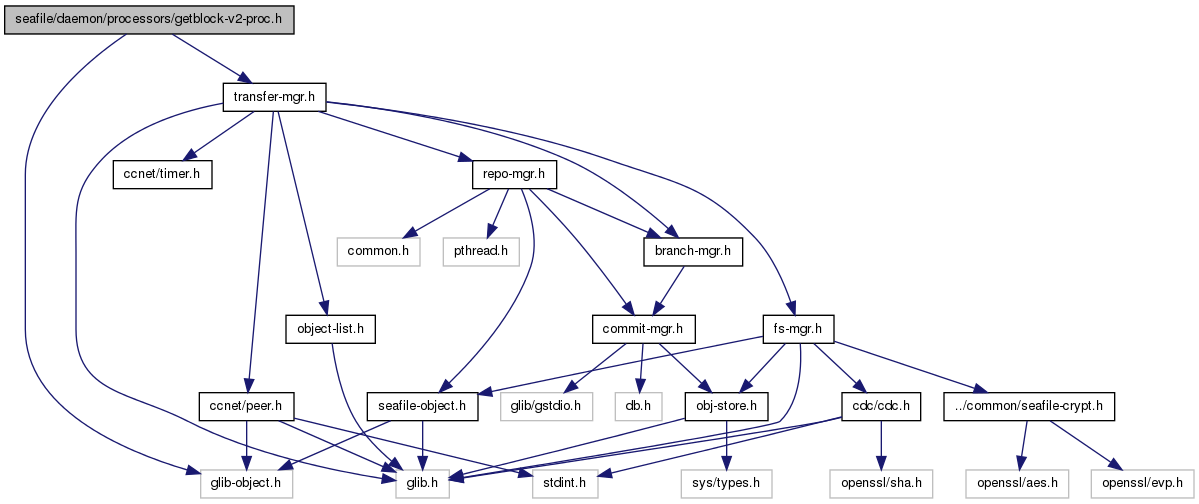 seafile/daemon/processors/getblock-v2-proc.h
transfer-mgr.h
ccnet/timer.h
repo-mgr.h
common.h
pthread.h
branch-mgr.h
object-list.h
commit-mgr.h
fs-mgr.h
ccnet/peer.h
seafile-object.h
glib/gstdio.h
db.h
obj-store.h
cdc/cdc.h
../common/seafile-crypt.h
glib-object.h
glib.h
stdint.h
sys/types.h
openssl/sha.h
openssl/aes.h
openssl/evp.h